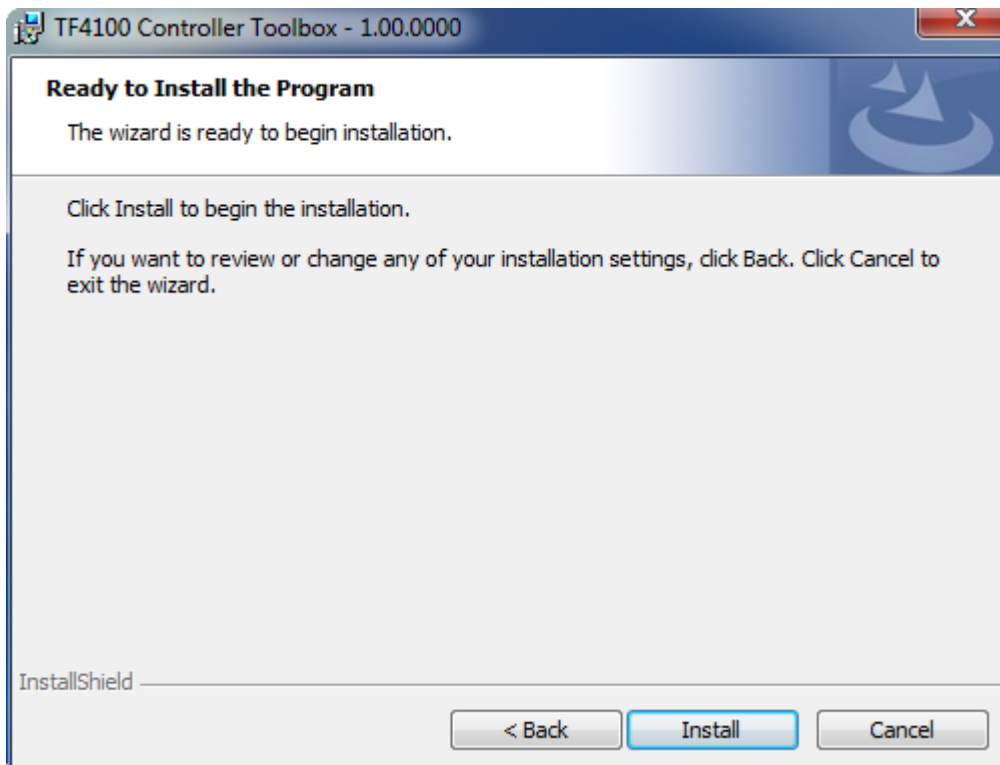 TF4100 Controller Toolbox - 1.00.0000
X
Ready to Install the Program
The wizard is ready to begin installation.
Click Install to begin the installation.
If you want to review or change any of your installation settings, click Back. Click Cancel to
exit the wizard.
InstallShield
< Back Install Cancel